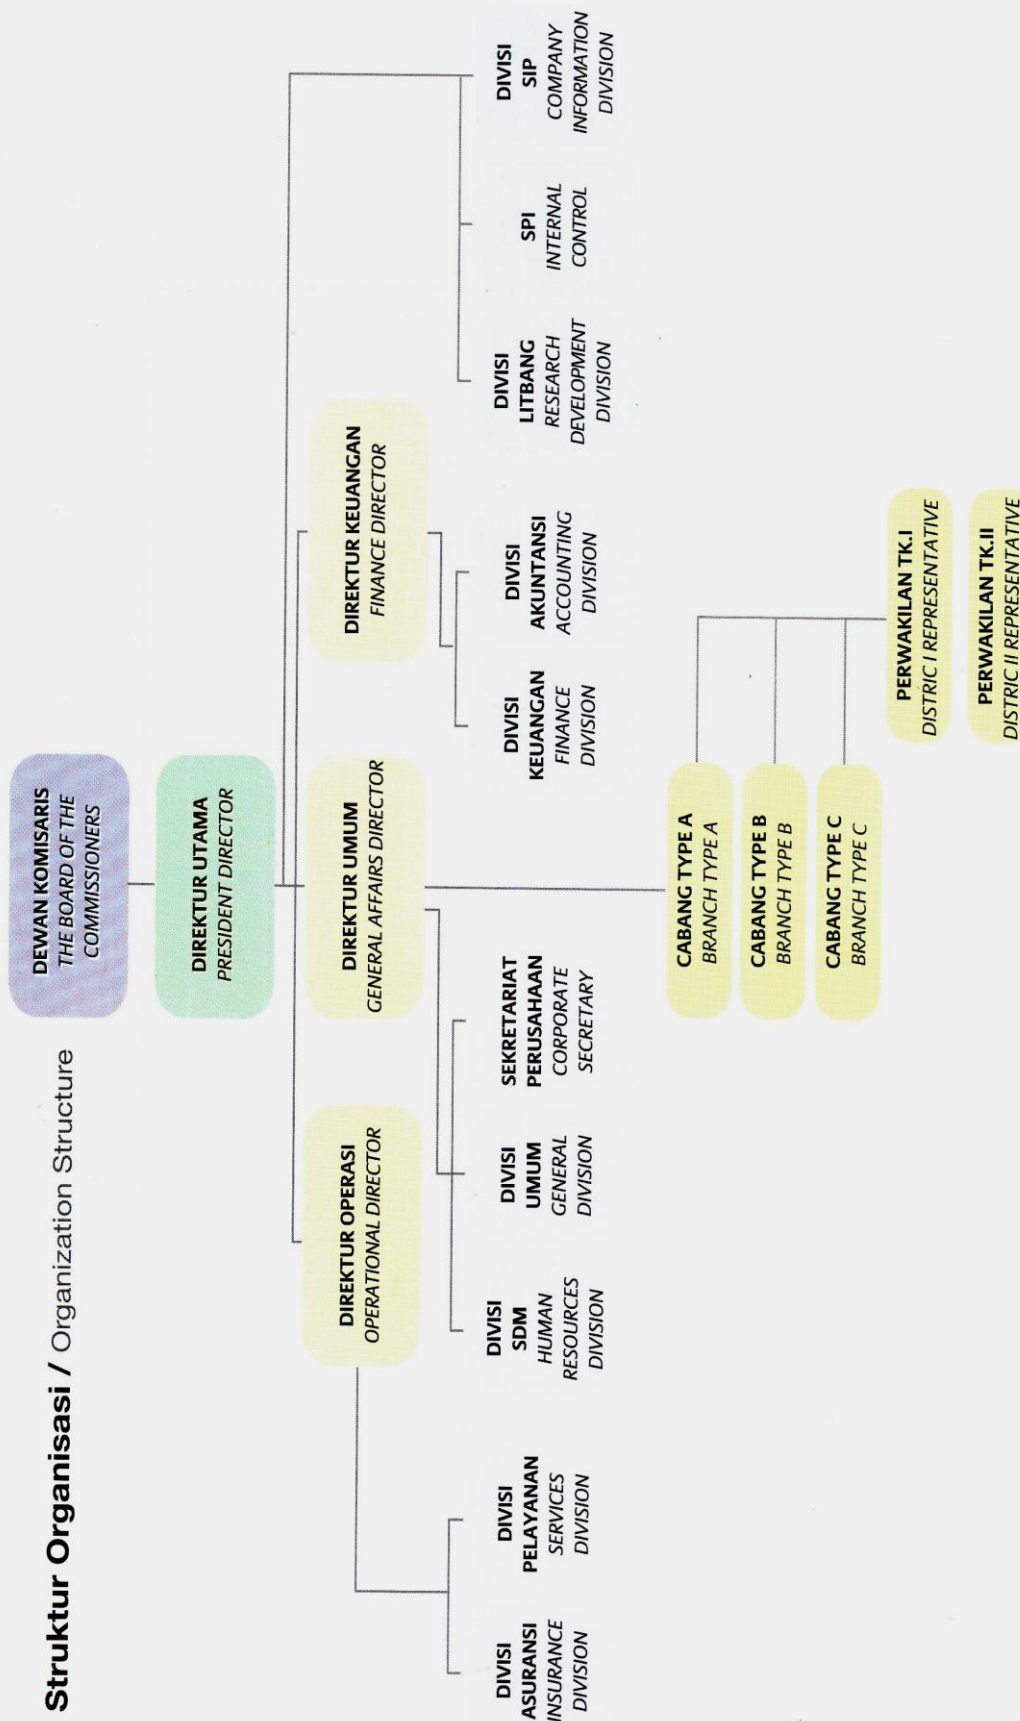 Struktur Organisasi / Organization Structure
DEWAN KOMISARIS
THE BOARD OF THE
COMMISSIONERS
DIREKTUR UTAMA
PRESIDENT DIRECTOR
DIREKTUR OPERASI
OPERATIONAL DIRECTOR
DIREKTUR UMUM
GENERAL AFFAIRS DIRECTOR
DIREKTUR KEUANGAN
FINANCE DIRECTOR
DIVISI
ASURANSI
INSURANCE
DIVISION
DIVISI
PELAYANAN
SERVICES
DIVISION
DIVISI
SDM
HUMAN
RESOURCES
DIVISION
DIVISI
UMUM
GENERAL
DIVISION
SEKRETARIAT
PERUSAHAAN
CORPORATE
SECRETARY
DIVISI
KEUANGAN
FINANCE
DIVISION
DIVISI
AKUNTANSI
ACCOUNTING
DIVISION
DIVISI
LITBANG
RESEARCH
DEVELOPMENT
DIVISION
SPI
INTERNAL
CONTROL
DIVISI
SIP
COMPANY
INFORMATION
DIVISION
CABANG TYPE A
BRANCH TYPE A
CABANG TYPE B
BRANCH TYPE B
CABANG TYPE C
BRANCH TYPE C
PERWAKILAN TK.I
DISTRIC I REPRESENTATIVE
PERWAKILAN TK.II
DISTRIC II REPRESENTATIVE